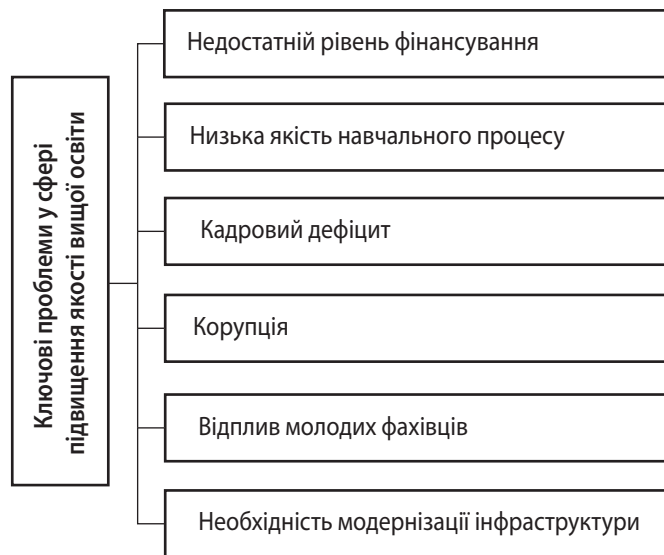 Ключові проблеми у сфері
підвищення якості вищої освіти
Недостатній рівень фінансування
Низька якість навчального процесу
Кадровий дефіцит
Корупція
Відплив молодих фахівців
Необхідність модернізації інфраструктури